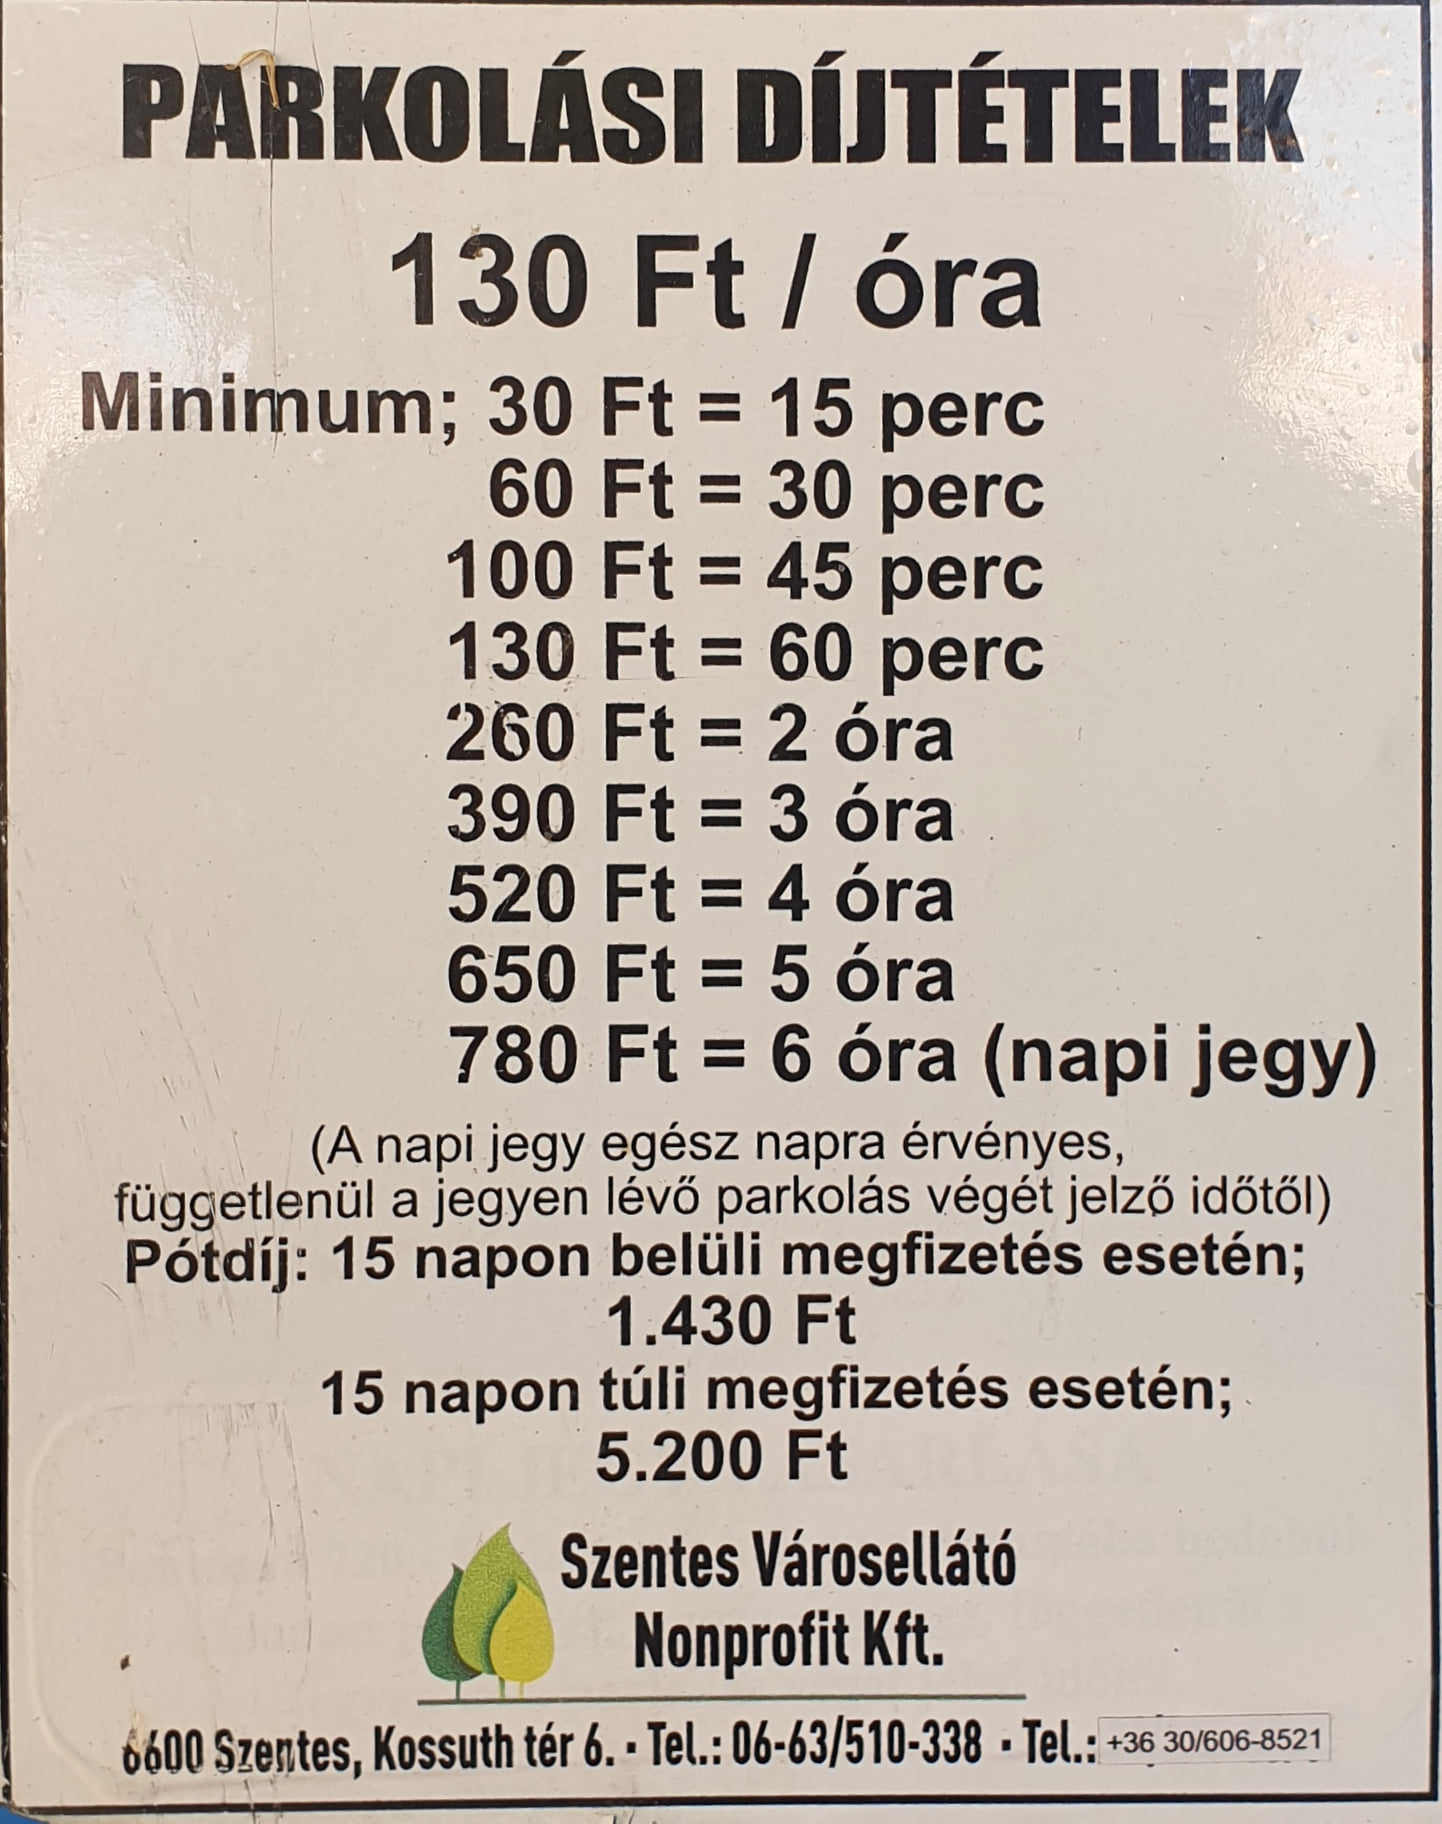 PARKOLÁSI DÍJTÉTELEK
130 Ft / óra
Minimum; 30 Ft = 15 perc
60 Ft = 30 perc
100 Ft = 45 perc
130 Ft = 60 perc
260 Ft = 2 óra
390 Ft = 3 óra
520 Ft = 4 óra
650 Ft = 5 óra
780 Ft = 6 óra (napi jegy)
(A napi jegy egész napra érvényes,
függetlenül a jegyen lévő parkolás végét jelző időtől)
Pótdíj: 15 napon belüli megfizetés esetén;
1.430 Ft
15 napon túli megfizetés esetén;
5.200 Ft
Szentes Városellátó
Nonprofit Kft.
6600 Szentes, Kossuth tér 6. · Tel.: 06-63/510-338 · Tel.: +36 30/606-8521